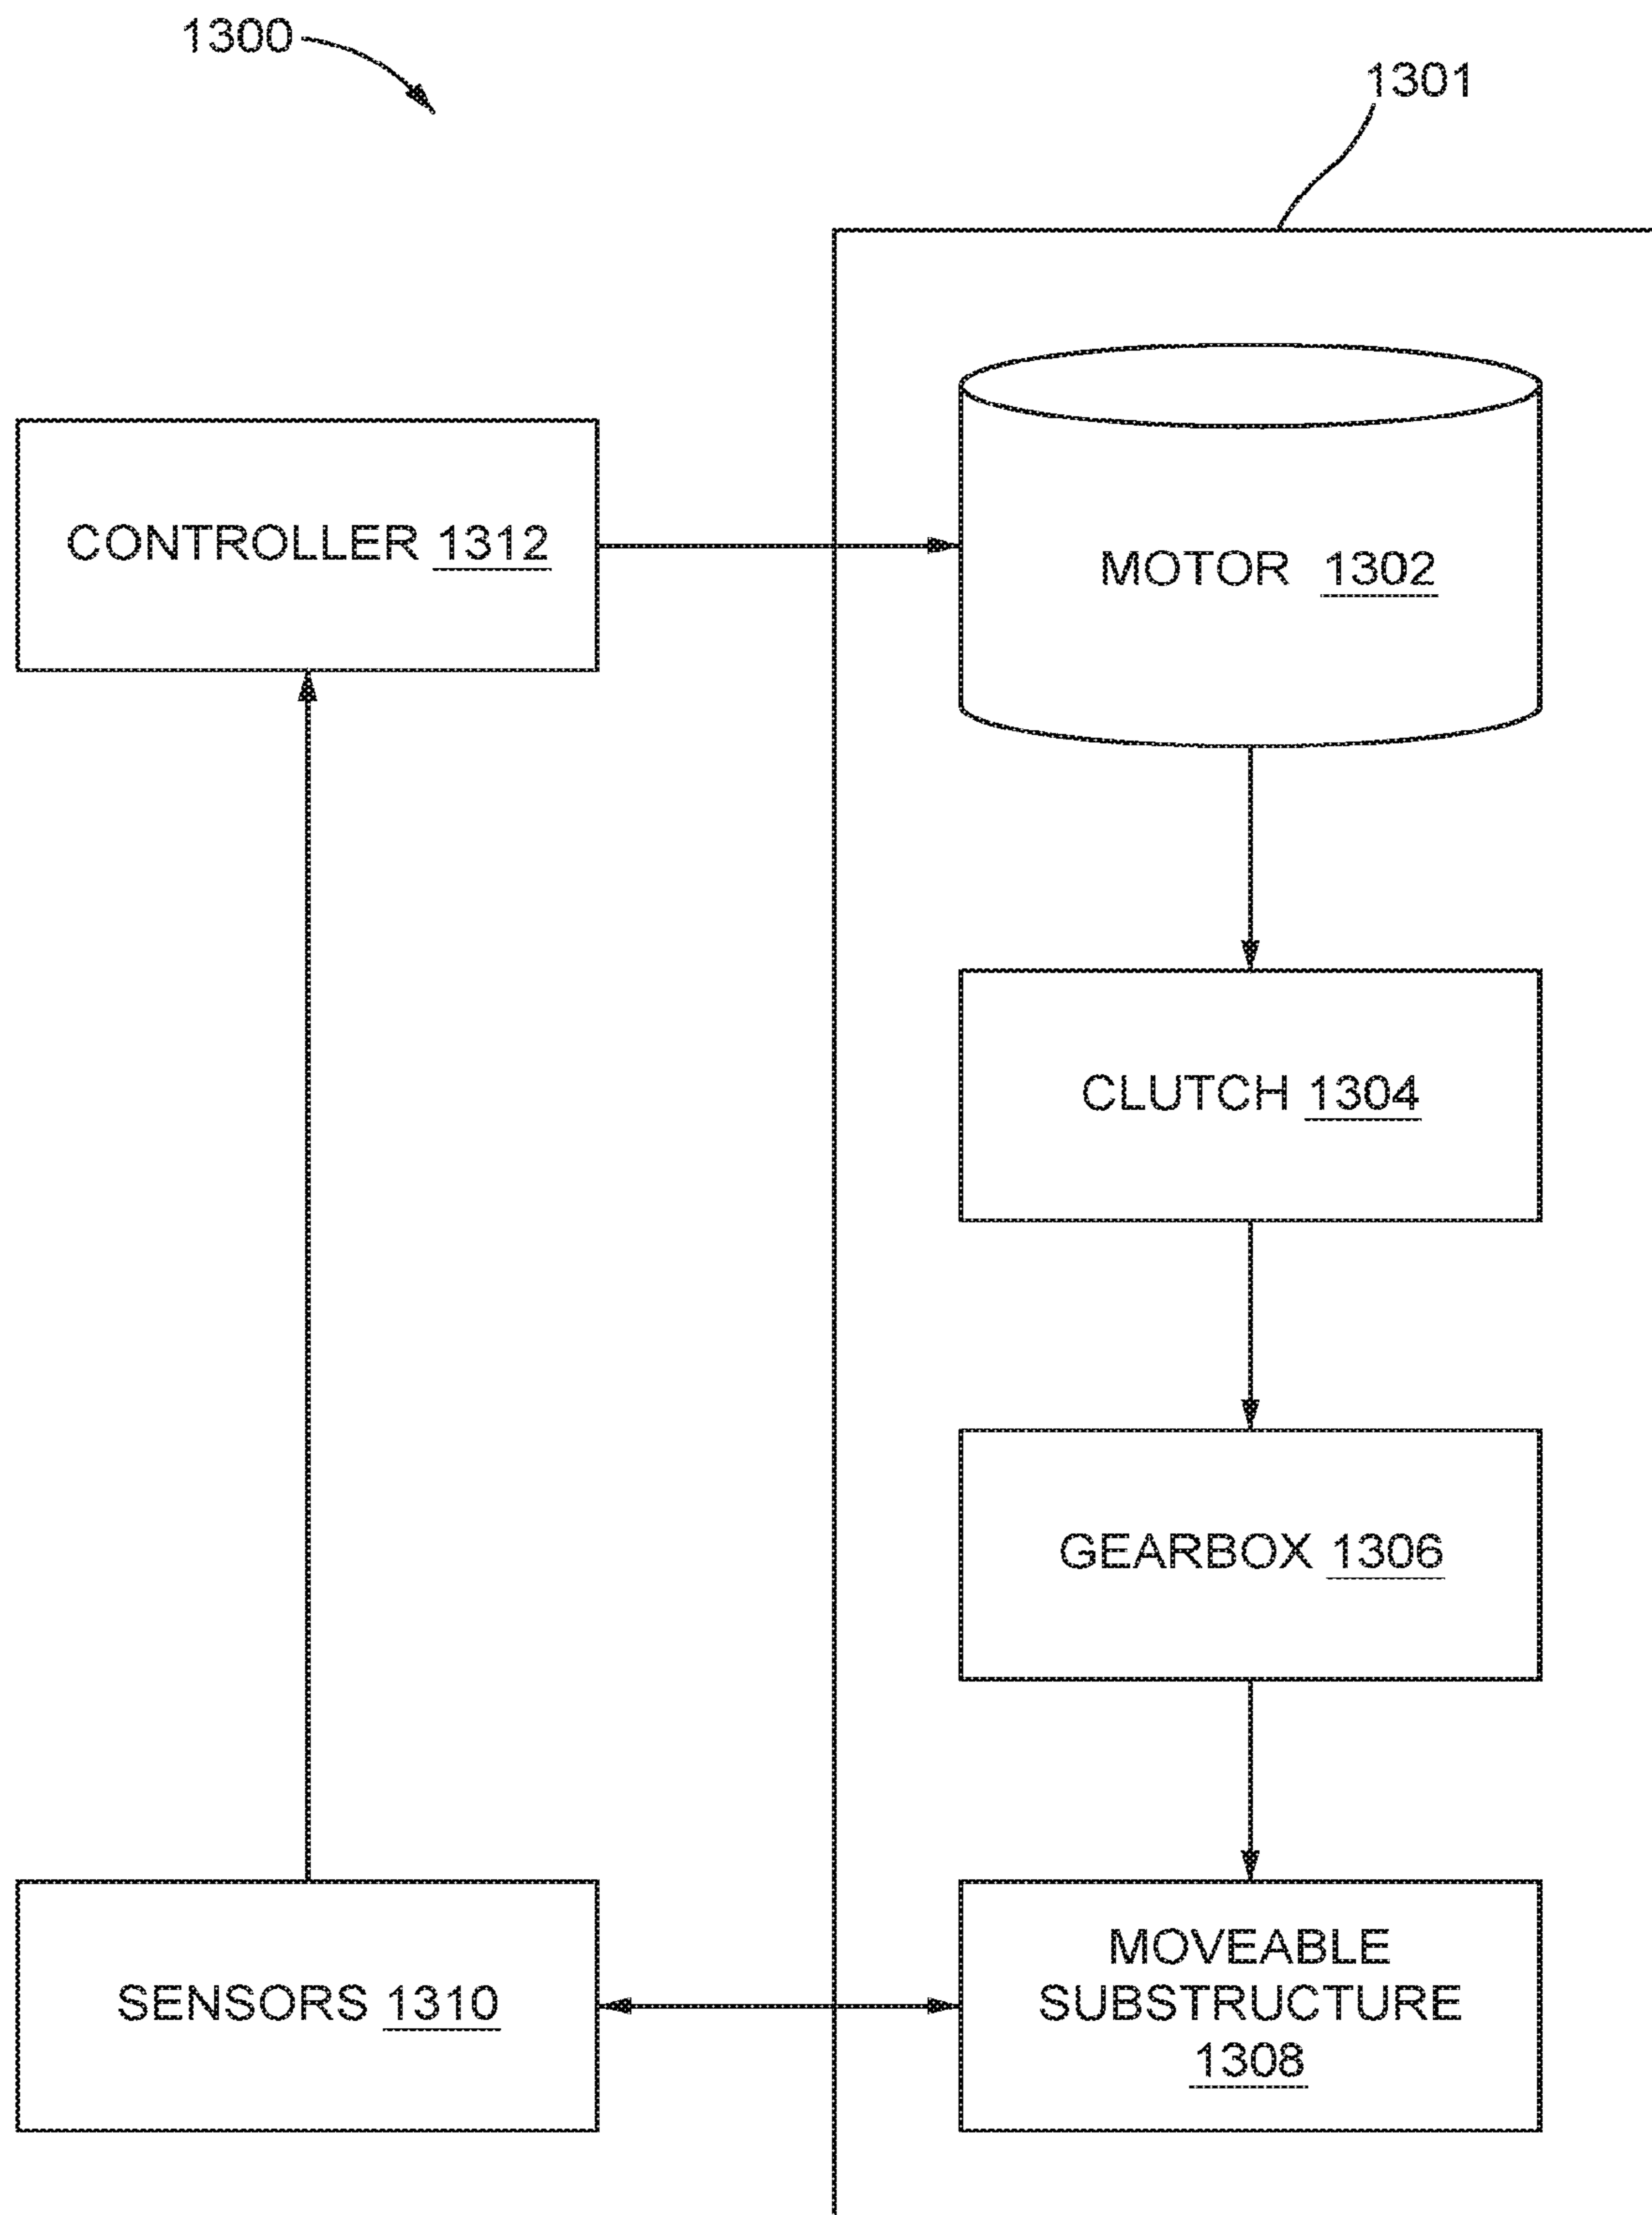 1300
1301
CONTROLLER 1312
MOTOR 1302
CLUTCH 1304
GEARBOX 1306
SENSORS 1310
MOVEABLE
SUBSTRUCTURE
1308